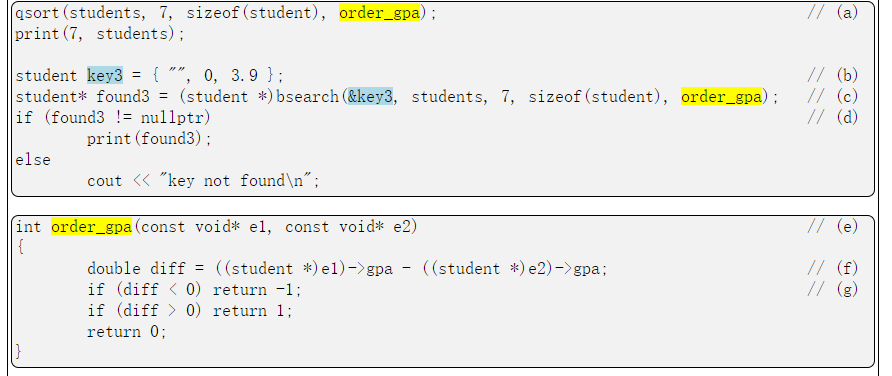 qsort(students, 7, sizeof(student), order_gpa); // (a)
print(7, students);
student key3 = { "", 0, 3.9 }; // (b)
student* found3 = (student *)bsearch(&key3, students, 7, sizeof(student), order_gpa); // (c)
if (found3 != nullptr) // (d)
print(found3);
else
cout << "key not found\n";
int order_gpa(const void* e1, const void* e2) // (e)
{
double diff = ((student *)e1)->gpa - ((student *)e2)->gpa; // (f)
if (diff < 0) return -1; // (g)
if (diff > 0) return 1;
return 0;
}